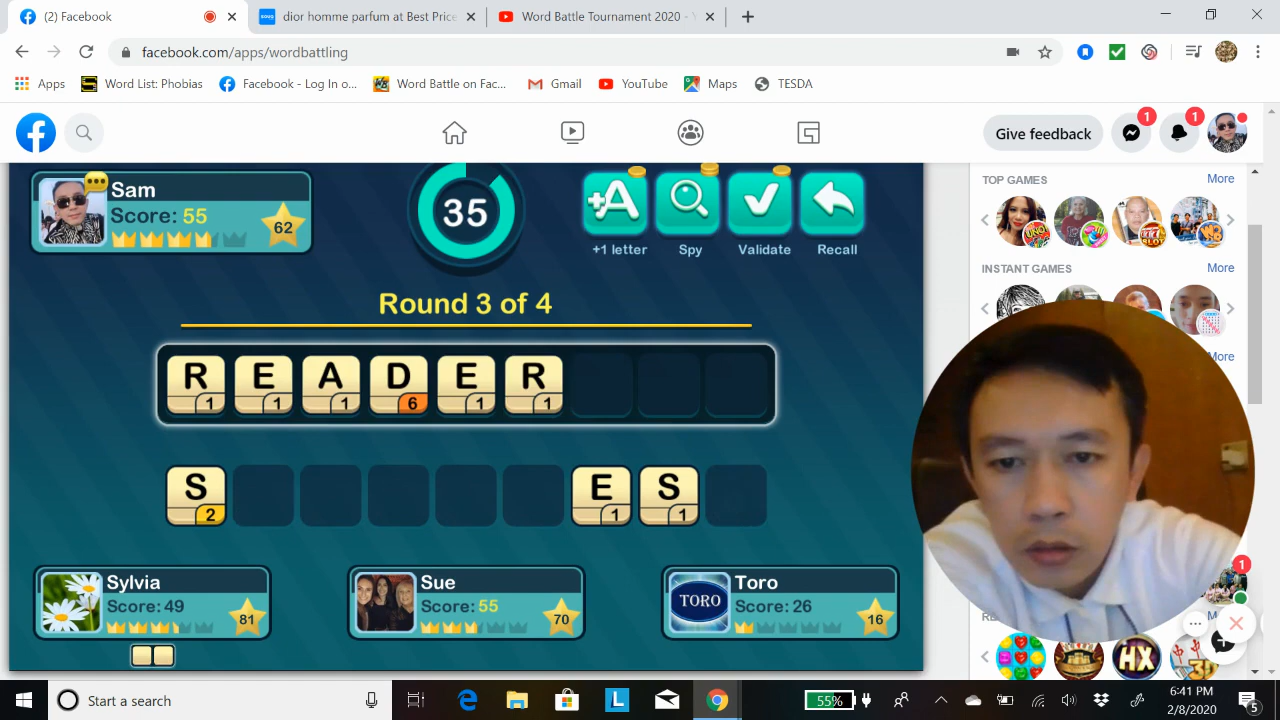 (2) Facebook
dior homme parfum at Best Price
Word Battle Tournament 2020 - Y
facebook.com/apps/wordbattling
Apps
Word List: Phobias
Facebook - Log In o...
Word Battle on Fac...
Gmail
YouTube
Maps
TESDA
Give feedback
1
1
Sam
Score: 55
62
35
+A
+1 letter
Spy
Validate
Recall
Round 3 of 4
R 1 E 1 A 1 D 6 E 1 R 1
S 2 E 1 S 1
Sylvia
Score: 49
81
Sue
Score: 55
70
TORO
Toro
Score: 26
16
TOP GAMES
More
INSTANT GAMES
More
More
1
HX
Start a search
L
55%
6:41 PM
2/8/2020
5